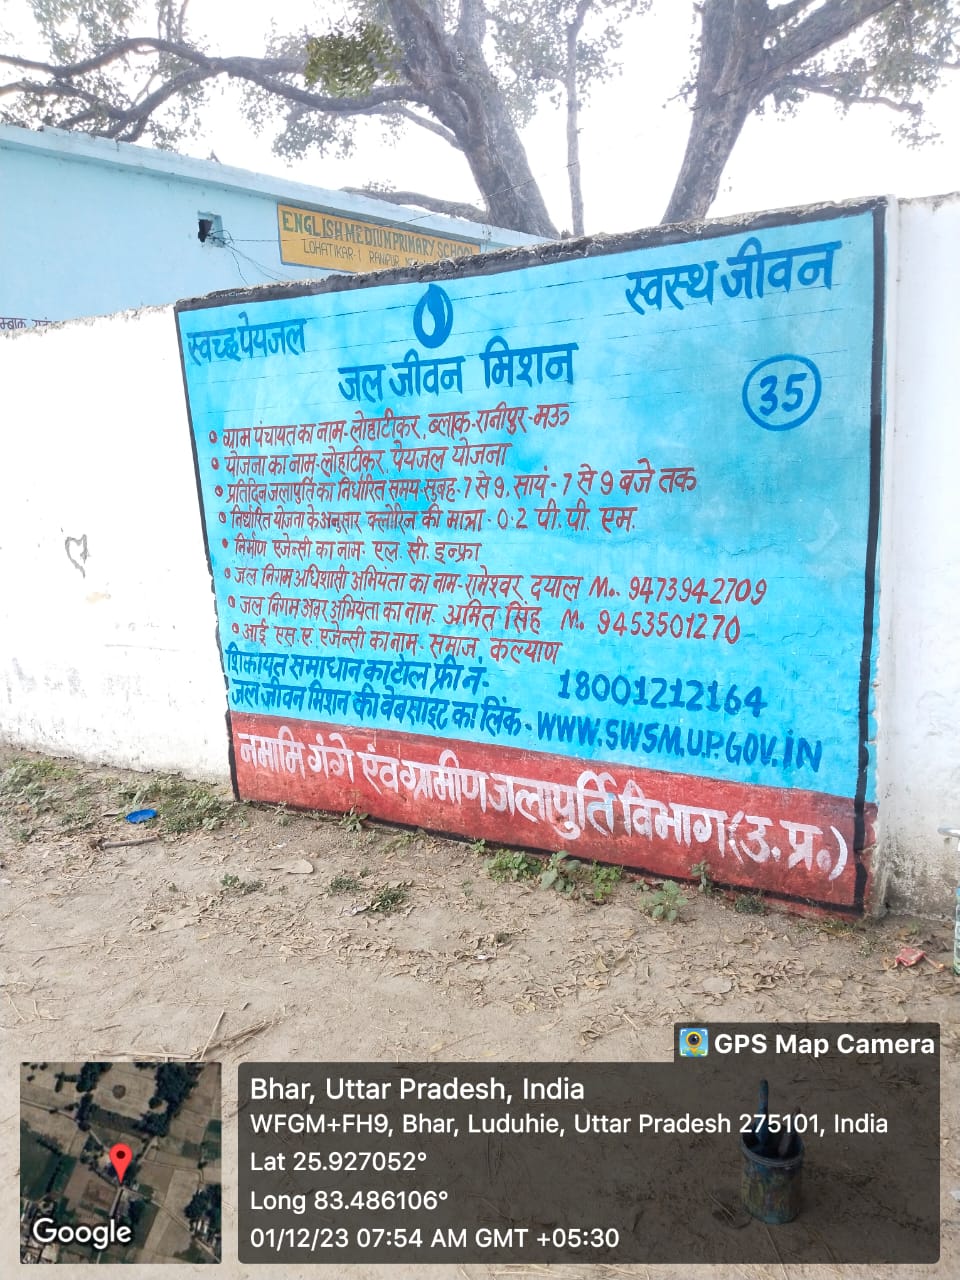 ENGLISH MEDIUM PRIMARY SCHOOL
LOHATIKAR-1 RANIPUR
स्वच्छ पेयजल
स्वस्थ जीवन
जल जीवन मिशन
35
• ग्राम पंचायत का नाम-लोहाटीकर, ब्लाक-रानीपुर-मऊ
• योजना का नाम-लोहाटीकर, पेयजल योजना
• प्रतिदिन जलापुर्ति का निर्धारित समय-सुबह-7 से 9, सायं-7 से 9 बजे तक
• निर्धारित योजना के अनुसार क्लोरिन की मात्रा-0.2 पी.पी.एम.
• निर्माण एजेन्सी का नाम- एल. सी. इन्फ्रा
• जल निगम अधिशासी अभियंता का नाम-रामेश्वर दयाल M.. 9473942709
• जल निगम अवर अभियंता का नाम. अमित सिंह M. 9453501270
• आई. एस. ए. एजेन्सी का नाम- समाज कल्याण
शिकायत समाधान का टोल फ्री नं.- 18001212164
जल जीवन मिशन की वेबसाइट का लिंक-WWW.SWSM.U.P.GOV.iN
नमामि गंगे एंव ग्रामीण जलापुर्ति विभाग (उ.प्र.)
GPS Map Camera
Bhar, Uttar Pradesh, India
WFGM+FH9, Bhar, Luduhie, Uttar Pradesh 275101, India
Lat 25.927052°
Long 83.486106°
01/12/23 07:54 AM GMT +05:30
Google